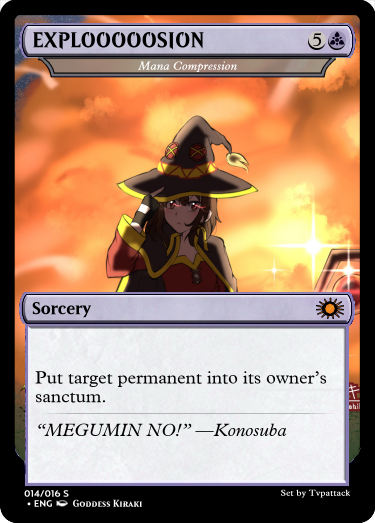 EXPLOOOOOSION 5
Mana Compression
Sorcery
Put target permanent into its owner's
sanctum.
“MEGUMIN NO!” —Konosuba
014/016 S
• ENG Goddess Kiraki
Set by Tvpattack